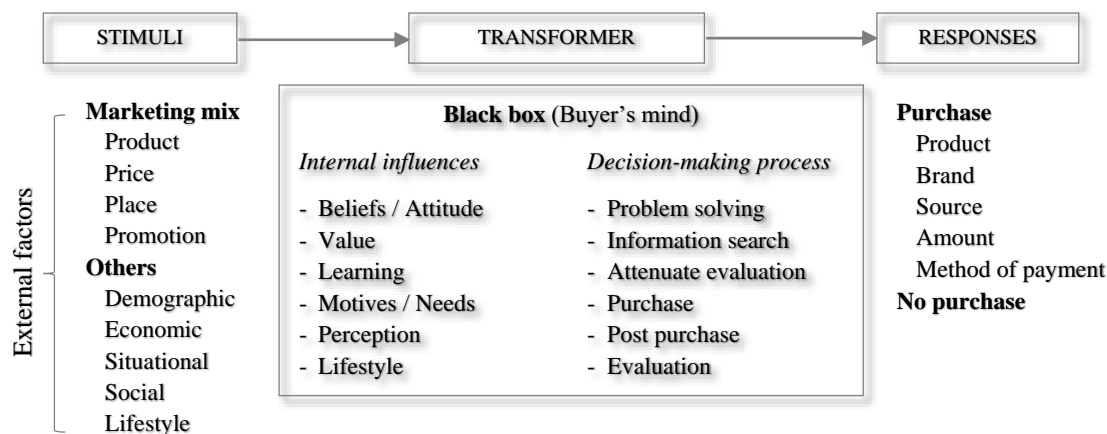 STIMULI
TRANSFORMER
RESPONSES
External factors
Marketing mix
Product
Price
Place
Promotion
Others
Demographic
Economic
Situational
Social
Lifestyle
Black box (Buyer's mind)
Internal influences
- Beliefs / Attitude
- Value
- Learning
- Motives / Needs
- Perception
- Lifestyle
Decision-making process
- Problem solving
- Information search
- Attenuate evaluation
- Purchase
- Post purchase
- Evaluation
Purchase
Product
Brand
Source
Amount
Method of payment
No purchase